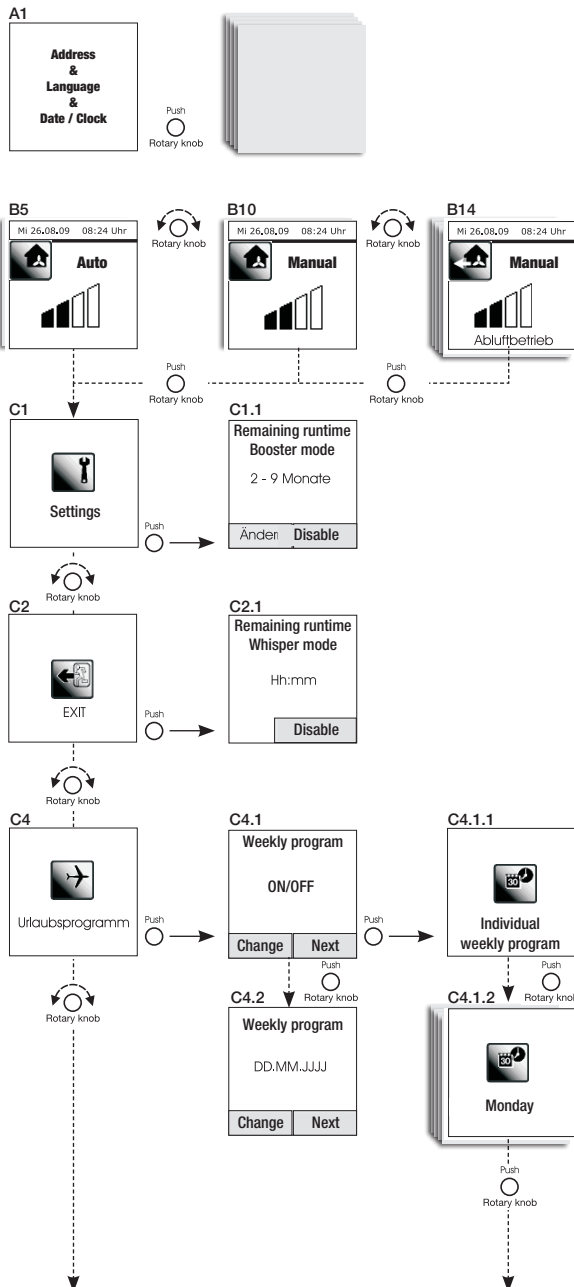 A1
Address
&
Language
&
Date / Clock
Push
Rotary knob
B5
Mi 26.08.09 08:24 Uhr
Auto
Rotary knob
B10
Mi 26.08.09 08:24 Uhr
Manual
Rotary knob
B14
Mi 26.08.09 08:24 Uhr
Manual
Abluftbetrieb
Push
Rotary knob
Push
Rotary knob
C1
Settings
Push
C1.1
Remaining runtime
Booster mode
2 - 9 Monate
Änder Disable
Rotary knob
C2
EXIT
Push
C2.1
Remaining runtime
Whisper mode
Hh:mm
Disable
Rotary knob
C4
Urlaubsprogramm
Push
C4.1
Weekly program
ON/OFF
Change Next
Push
C4.1.1
30
Individual
weekly program
Rotary knob
Push
Rotary knob
Push
Rotary knob
C4.2
Weekly program
DD.MM.JJJJ
Change Next
C4.1.2
30
Monday
Push
Rotary knob